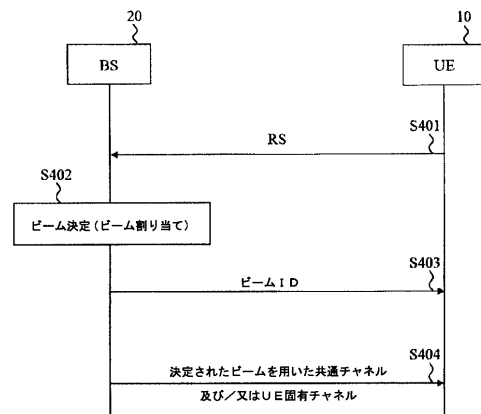 20
10
BS
UE
S401
RS
S402
ビーム決定(ビーム割り当て)
S403
ビームID
S404
決定されたビームを用いた共通チャネル
及び/又はUE固有チャネル